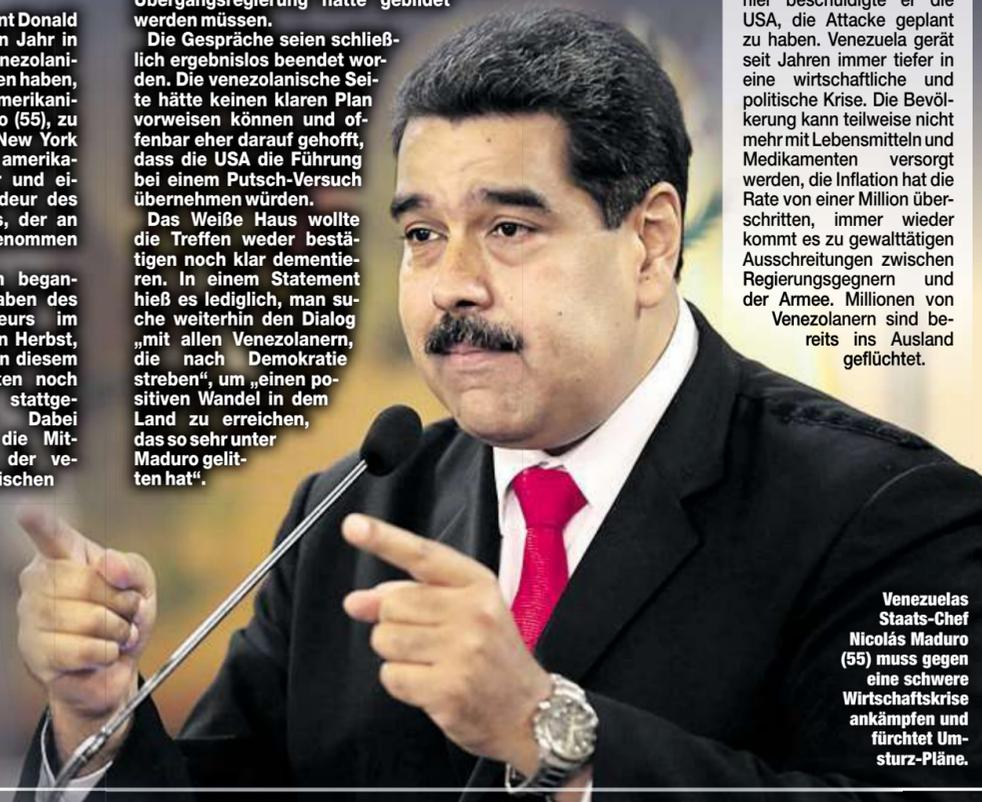 nt Donald
n Jahr in
nezolani-
en haben,
merikani-
o (55), zu
New York
amerika-
r und ei-
deur des
s, der an
enommen
n began-
aben des
eurs im
n Herbst,
n diesem
ten noch
stattge-
Dabei
die Mit-
der ve-
ischen
Übergangsregierung hätte gebildet
werden müssen.
Die Gespräche seien schließ-
lich ergebnislos beendet wor-
den. Die venezolanische Sei-
te hätte keinen klaren Plan
vorweisen können und of-
fenbar eher darauf gehofft,
dass die USA die Führung
bei einem Putsch-Versuch
übernehmen würden.
Das Weiße Haus wollte
die Treffen weder bestä-
tigen noch klar dementie-
ren. In einem Statement
hieß es lediglich, man su-
che weiterhin den Dialog
„mit allen Venezolanern,
die nach Demokratie
streben“, um „einen po-
sitiven Wandel in dem
Land zu erreichen,
das so sehr unter
Maduro gelit-
ten hat“.
hier beschuldigte er die
USA, die Attacke geplant
zu haben. Venezuela gerät
seit Jahren immer tiefer in
eine wirtschaftliche und
politische Krise. Die Bevöl-
kerung kann teilweise nicht
mehr mit Lebensmitteln und
Medikamenten versorgt
werden, die Inflation hat die
Rate von einer Million über-
schritten, immer wieder
kommt es zu gewalttätigen
Ausschreitungen zwischen
Regierungsgegnern und
der Armee. Millionen von
Venezolanern sind be-
reits ins Ausland
geflüchtet.
Venezuelas
Staats-Chef
Nicolás Maduro
(55) muss gegen
eine schwere
Wirtschaftskrise
ankämpfen und
fürchtet Um-
sturz-Pläne.